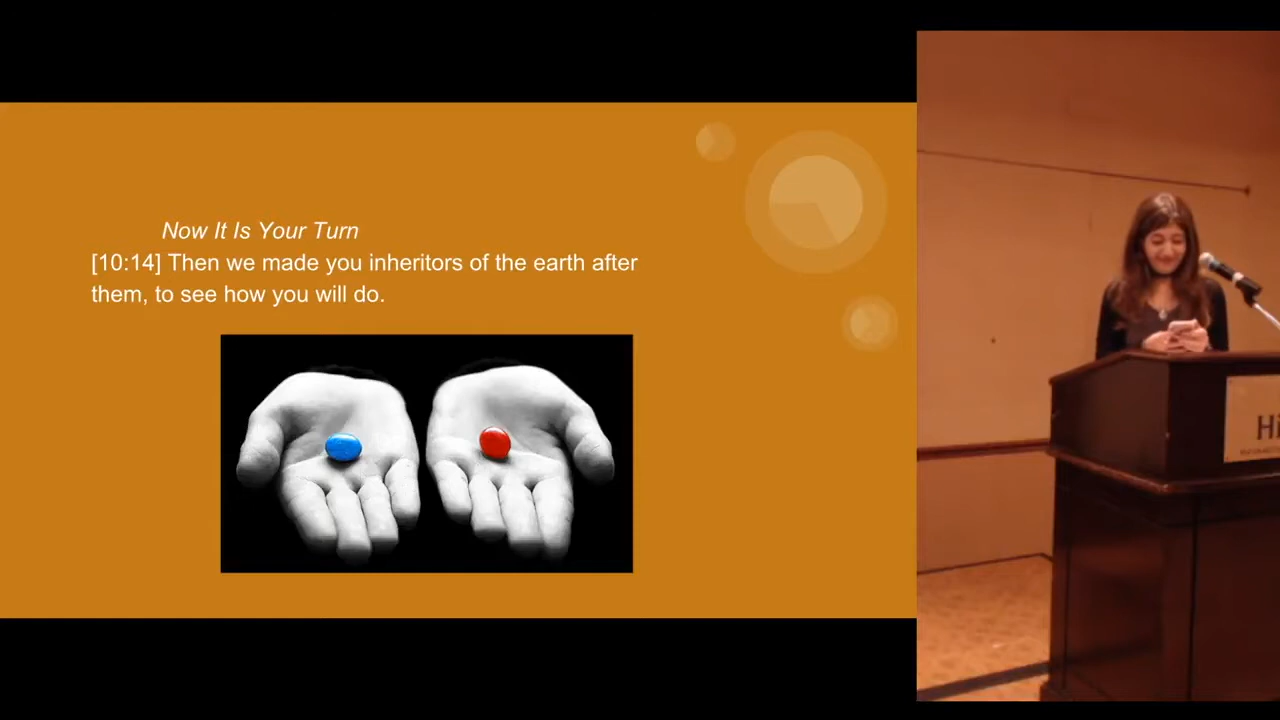 Now It Is Your Turn
[10:14] Then we made you inheritors of the earth after
them, to see how you will do.
Hi